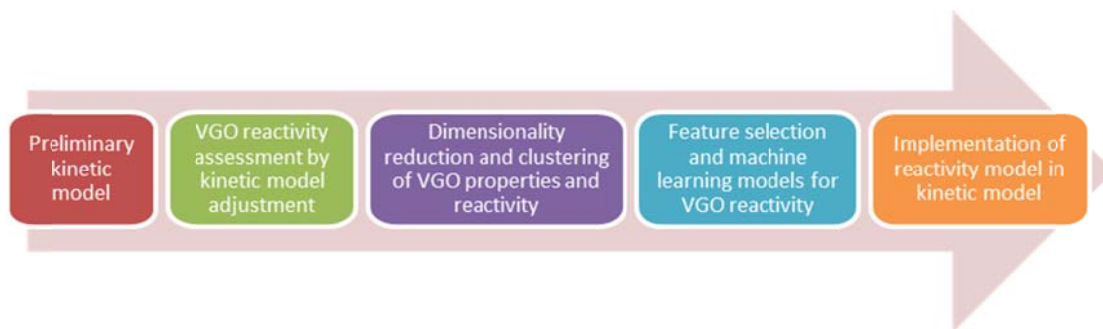 Preliminary
kinetic
model
VGO reactivity
assessment by
kinetic model
adjustment
Dimensionality
reduction and clustering
of VGO properties and
reactivity
Feature selection
and machine
learning models for
VGO reactivity
Implementation of
reactivity model in
kinetic model